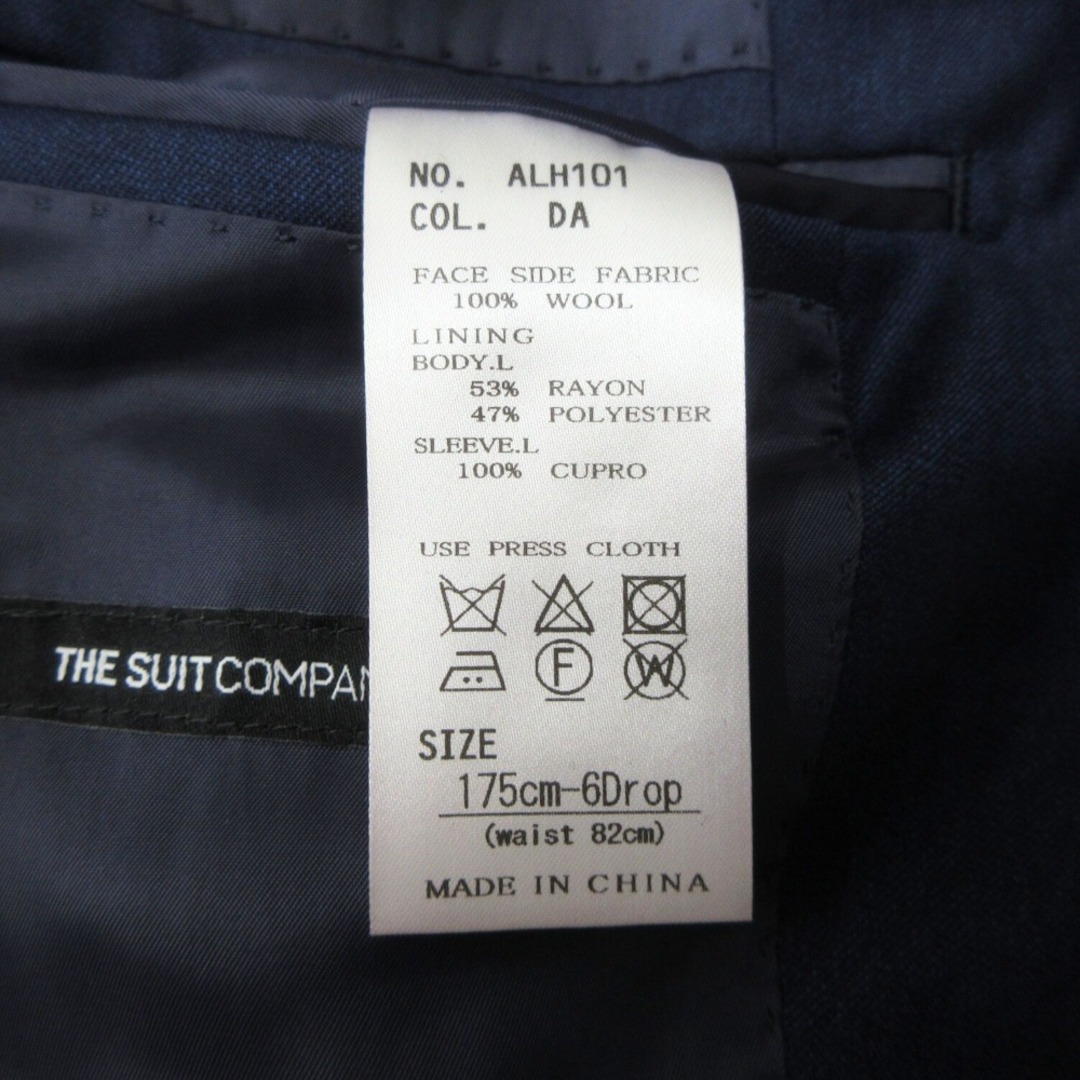 NO. ALH101
COL. DA
FACE SIDE FABRIC
100% WOOL
LINING
BODY.L
53% RAYON
47% POLYESTER
SLEEVE.L
100% CUPRO
USE PRESS CLOTH
F W
SIZE
175cm-6Drop
(waist 82cm)
MADE IN CHINA
THE SUIT COMPAN